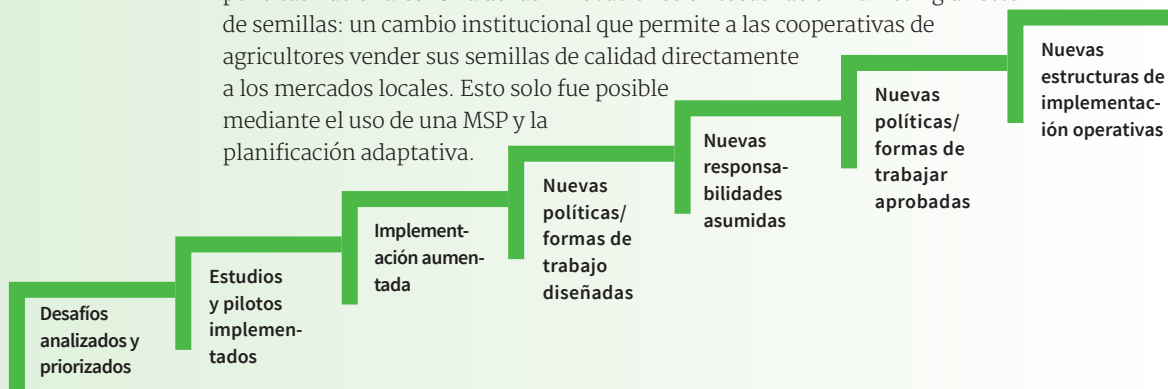 de semillas: un cambio institucional que permite a las cooperativas de
agricultores vender sus semillas de calidad directamente
a los mercados locales. Esto solo fue posible
mediante el uso de una MSP y la
planificación adaptativa.
Desafíos
analizados y
priorizados
Estudios
y pilotos
implemen-
tados
Implement-
ación aumen-
tada
Nuevas
políticas/
formas de
trabajo
diseñadas
Nuevas
responsa-
bilidades
asumidas
Nuevas
políticas/
formas de
trabajar
aprobadas
Nuevas
estructuras de
implementac-
ión operativas